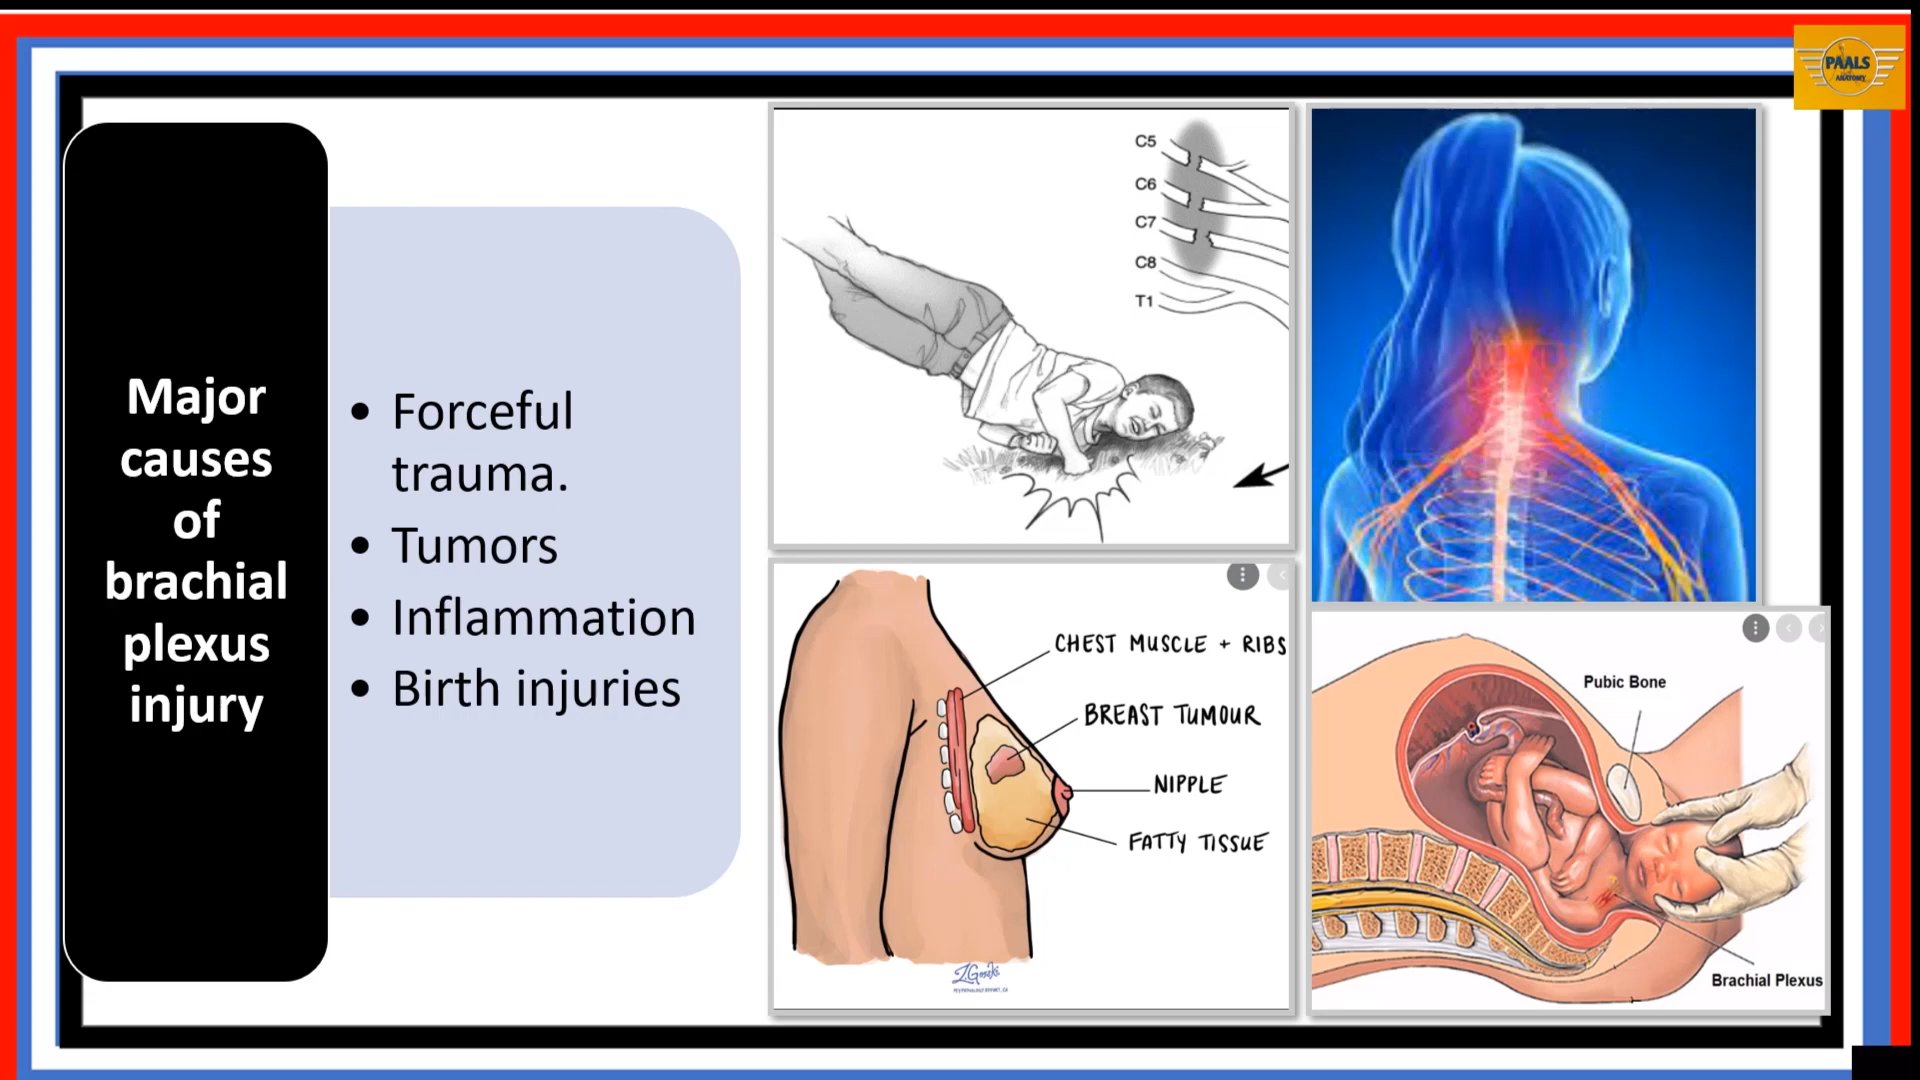 PAALS
ANATOMY
Major
causes
of
brachial
plexus
injury
• Forceful
trauma.
• Tumors
• Inflammation
• Birth injuries
C5
C6
C7
C8
T1
CHEST MUSCLE + RIBS
BREAST TUMOUR
NIPPLE
FATTY TISSUE
Pubic Bone
Brachial Plexus